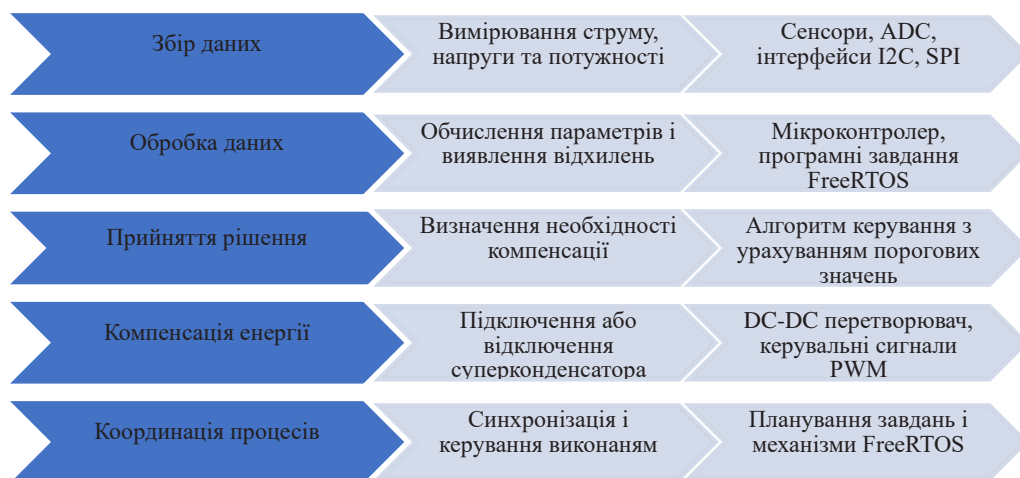 Збір даних
Вимірювання струму,
напруги та потужності
Сенсори, ADC,
інтерфейси I2C, SPI
Обробка даних
Обчислення параметрів і
виявлення відхилень
Мікроконтролер,
програмні завдання
FreeRTOS
Прийняття рішення
Визначення необхідності
компенсації
Алгоритм керування з
урахуванням порогових
значень
Компенсація енергії
Підключення або
відключення
суперконденсатора
DC-DC перетворювач,
керувальні сигнали
PWM
Координація процесів
Синхронізація і
керування виконаням
Планування завдань і
механізми FreeRTOS